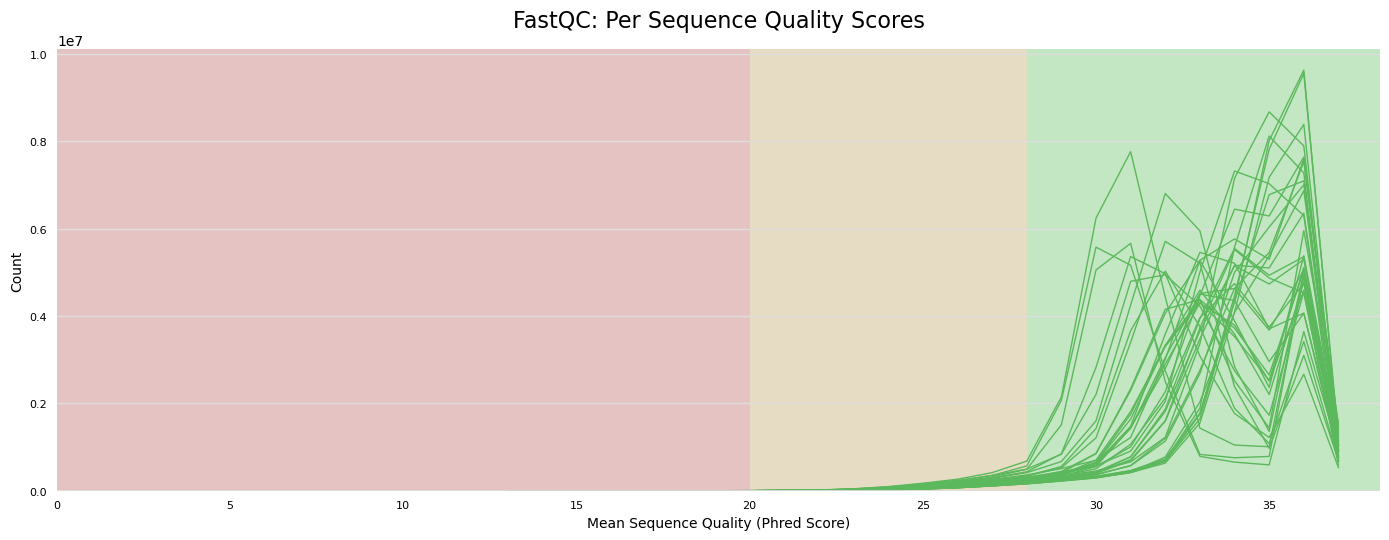 FastQC: Per Sequence Quality Scores
1e7
1.0
0.8
0.6
0.4
0.2
0.0
Count
0 5 10 15 20 25 30 35
Mean Sequence Quality (Phred Score)